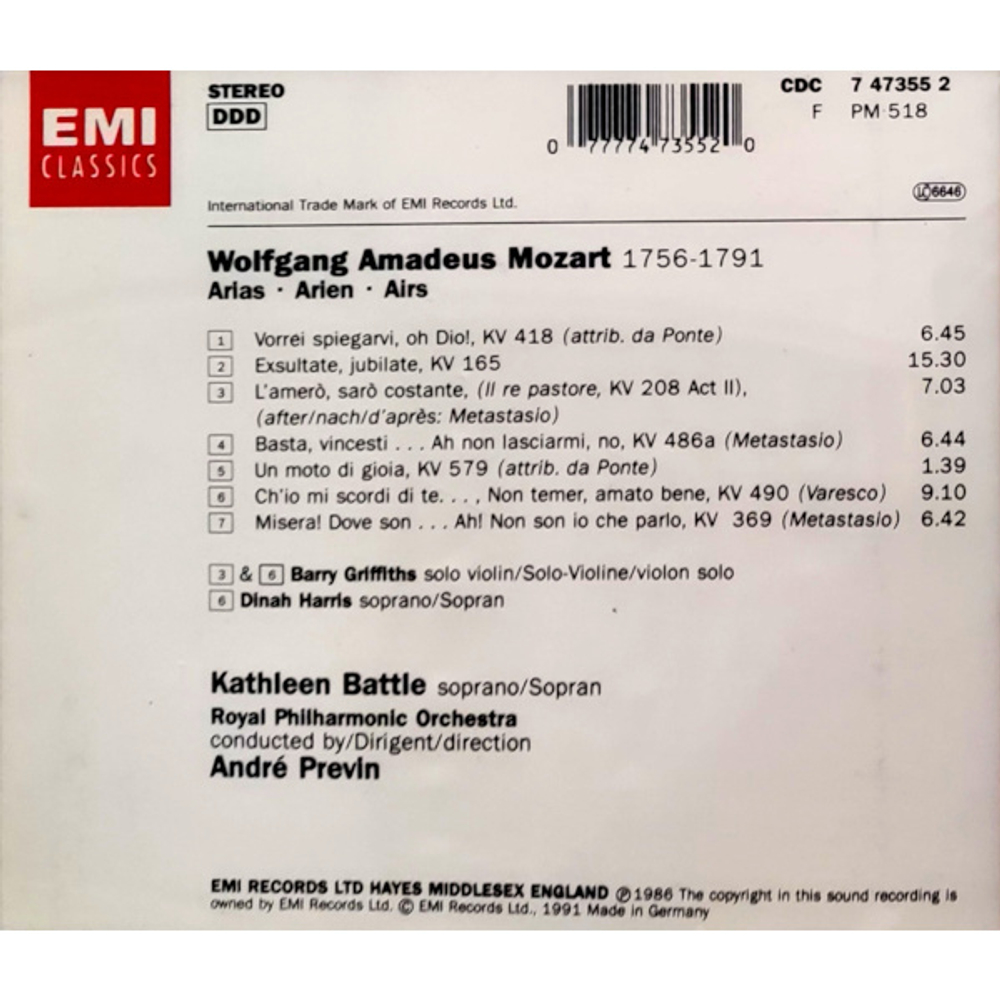 EMI
CLASSICS
STEREO
DDD
0 77774 73552 0
CDC 7 47355 2
F PM 518
LC 6646
International Trade Mark of EMI Records Ltd.
Wolfgang Amadeus Mozart 1756-1791
Arias · Arien · Airs
1 Vorrei spiegarvi, oh Dio!, KV 418 (attrib. da Ponte) 6.45
2 Exsultate, jubilate, KV 165 15.30
3 L'amerò, sarò costante, (Il re pastore, KV 208 Act II), 7.03
(after/nach/d'après: Metastasio)
4 Basta, vincesti . . . Ah non lasciarmi, no, KV 486a (Metastasio) 6.44
5 Un moto di gioia, KV 579 (attrib. da Ponte) 1.39
6 Ch'io mi scordi di te. . . , Non temer, amato bene, KV 490 (Varesco) 9.10
7 Misera! Dove son . . . Ah! Non son io che parlo, KV 369 (Metastasio) 6.42
3 & 6 Barry Griffiths solo violin/Solo-Violine/violon solo
6 Dinah Harris soprano/Sopran
Kathleen Battle soprano/Sopran
Royal Philharmonic Orchestra
conducted by/Dirigent/direction
André Previn
EMI RECORDS LTD HAYES MIDDLESEX ENGLAND ℗1986 The copyright in this sound recording is
owned by EMI Records Ltd. © EMI Records Ltd., 1991 Made in Germany